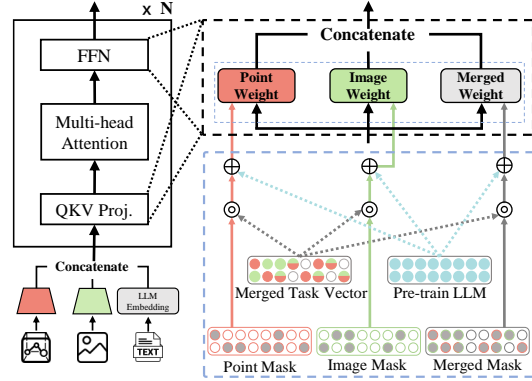 x N
FFN
Multi-head
Attention
QKV Proj.
Concatenate
LLM
Embedding
TEXT
Concatenate
Point
Weight
Image
Weight
Merged
Weight
Merged Task Vector
Pre-train LLM
Point Mask
Image Mask
Merged Mask